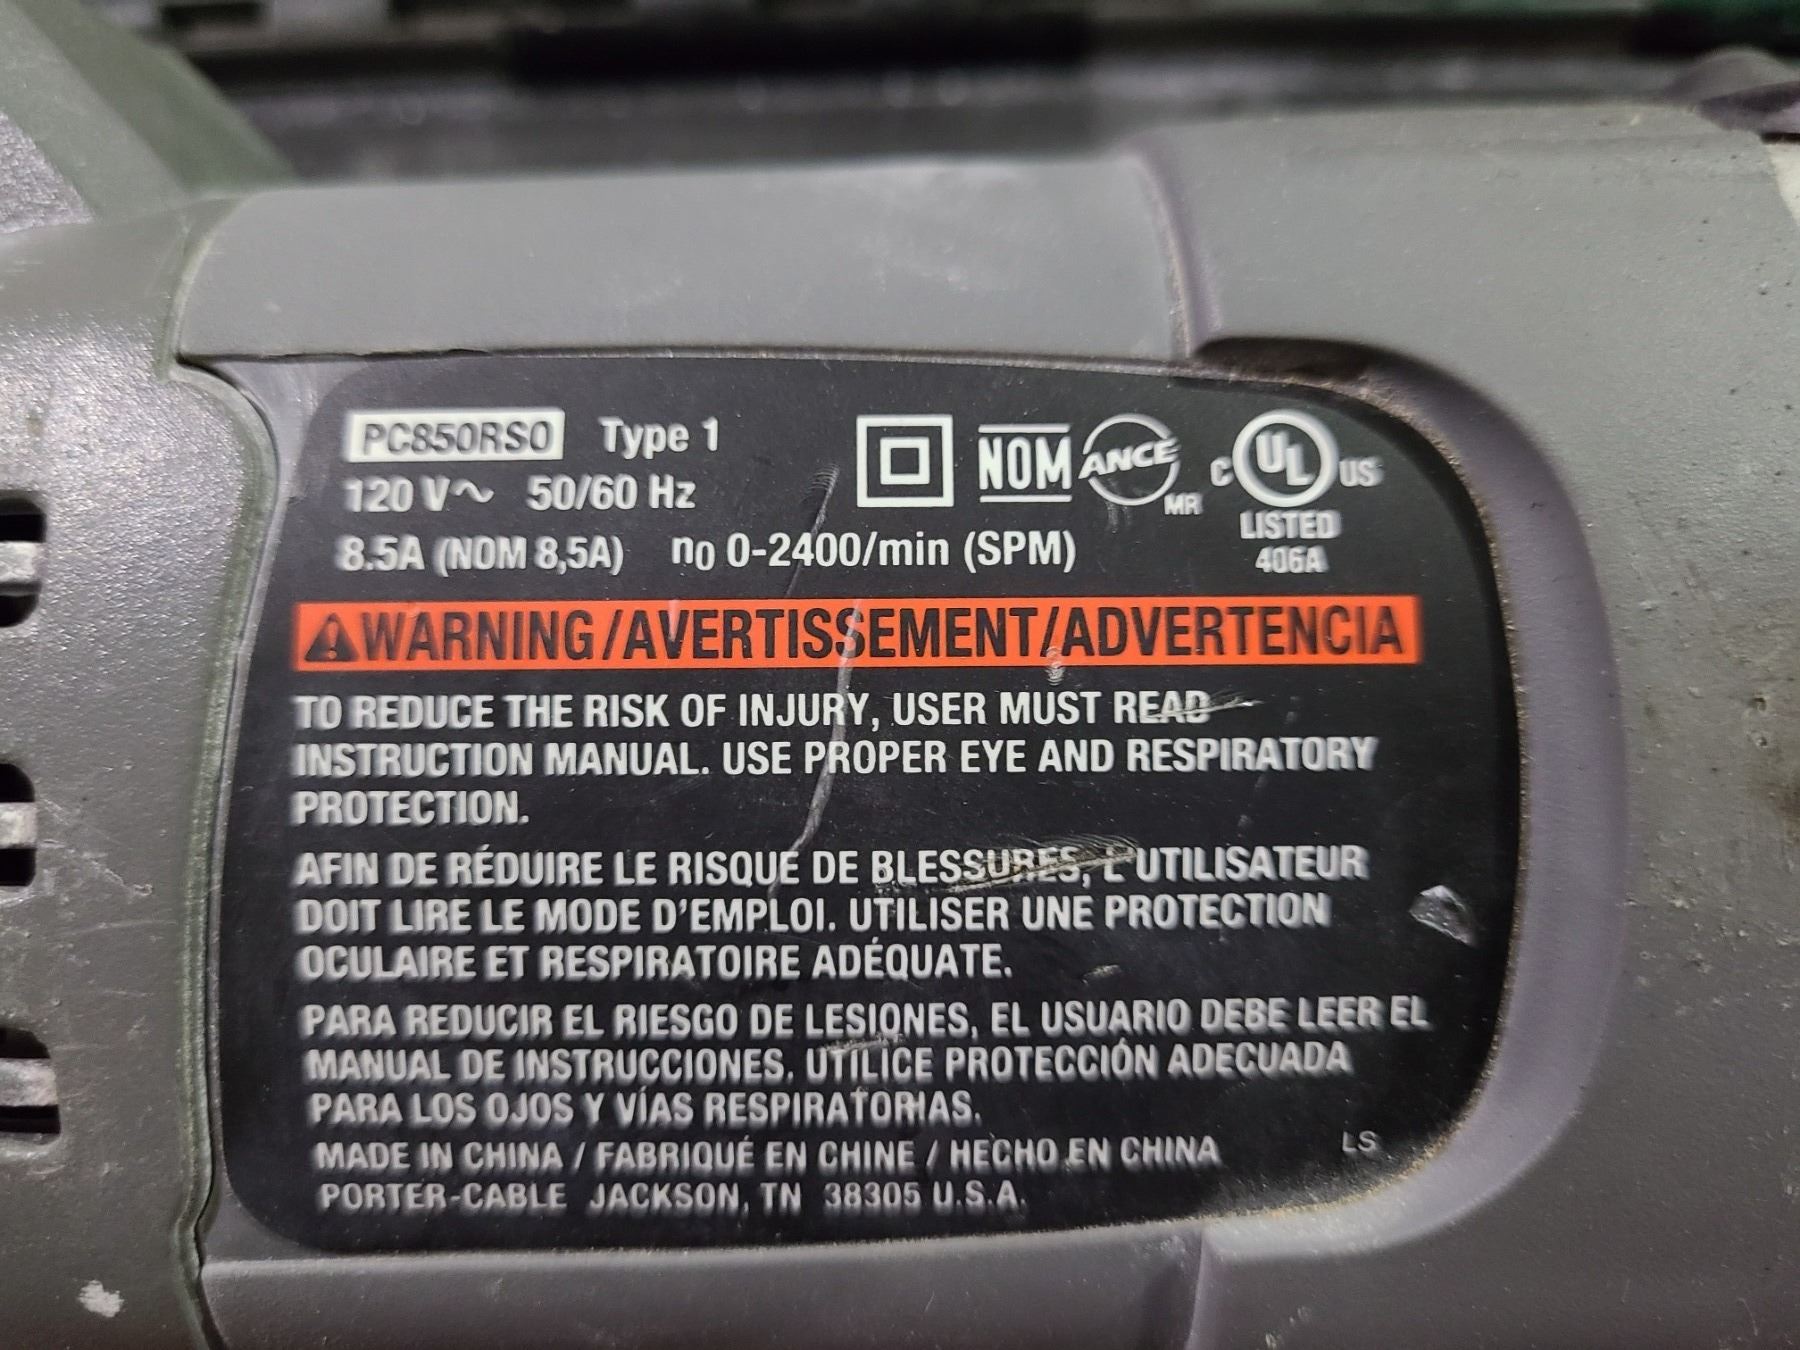 PC850RSO Type 1
120 V～ 50/60 Hz
8.5A (NOM 8,5A) no 0-2400/min (SPM)
NOM ANCE MR
C UL US
LISTED
406A
WARNING/AVERTISSEMENT/ADVERTENCIA
TO REDUCE THE RISK OF INJURY, USER MUST READ
INSTRUCTION MANUAL. USE PROPER EYE AND RESPIRATORY
PROTECTION.
AFIN DE RÉDUIRE LE RISQUE DE BLESSURES, L'UTILISATEUR
DOIT LIRE LE MODE D'EMPLOI. UTILISER UNE PROTECTION
OCULAIRE ET RESPIRATOIRE ADÉQUATE.
PARA REDUCIR EL RIESGO DE LESIONES, EL USUARIO DEBE LEER EL
MANUAL DE INSTRUCCIONES. UTILICE PROTECCIÓN ADECUADA
PARA LOS OJOS Y VÍAS RESPIRATORIAS.
MADE IN CHINA / FABRIQUÉ EN CHINE / HECHO EN CHINA LS
PORTER-CABLE JACKSON, TN 38305 U.S.A.